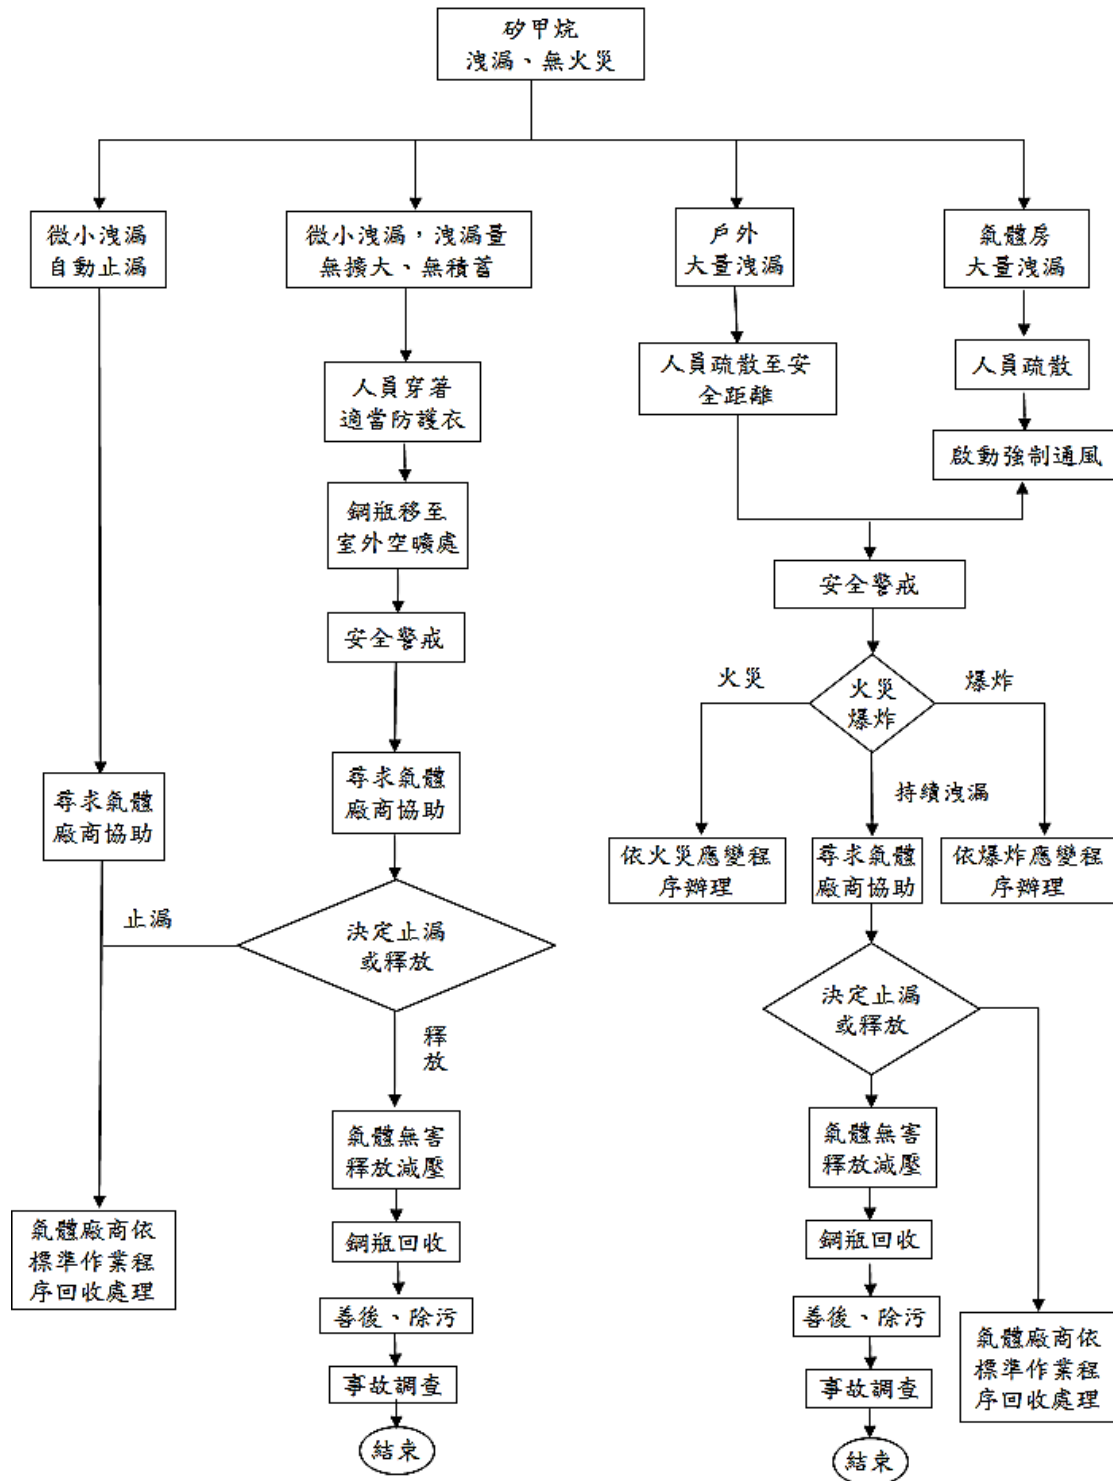 矽甲烷
洩漏、無火災
微小洩漏
自動止漏
微小洩漏，洩漏量
無擴大、無積蓄
戶外
大量洩漏
氣體房
大量洩漏
人員疏散至安
全距離
人員疏散
人員穿著
適當防護衣
啟動強制通風
鋼瓶移至
室外空曠處
安全警戒
安全警戒
火災
火災
爆炸
爆炸
持續洩漏
尋求氣體
廠商協助
尋求氣體
廠商協助
依火災應變程
序辦理
尋求氣體
廠商協助
依爆炸應變程
序辦理
止漏
決定止漏
或釋放
決定止漏
或釋放
釋
放
氣體無害
釋放減壓
氣體無害
釋放減壓
氣體廠商依
標準作業程
序回收處理
鋼瓶回收
鋼瓶回收
善後、除污
善後、除污
氣體廠商依
標準作業程
序回收處理
事故調查
事故調查
結束
結束